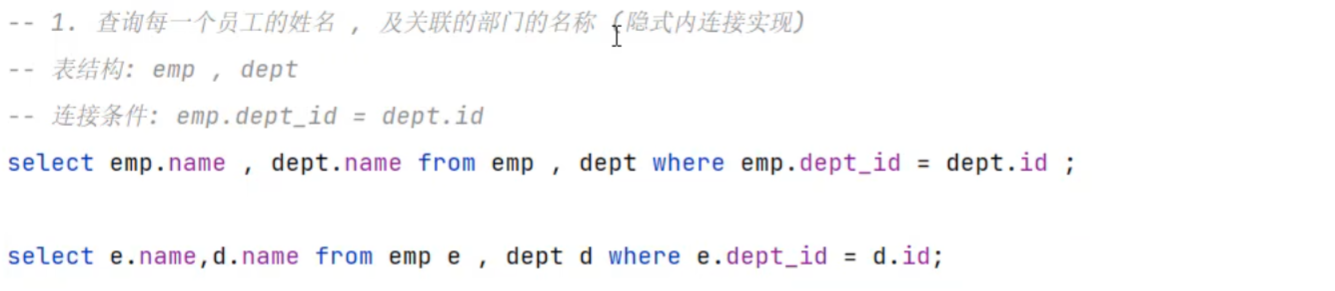 -- 1. 查询每一个员工的姓名 , 及关联的部门的名称 (隐式内连接实现)
-- 表结构: emp , dept
-- 连接条件: emp.dept_id = dept.id
select emp.name , dept.name from emp , dept where emp.dept_id = dept.id ;
select e.name,d.name from emp e , dept d where e.dept_id = d.id;